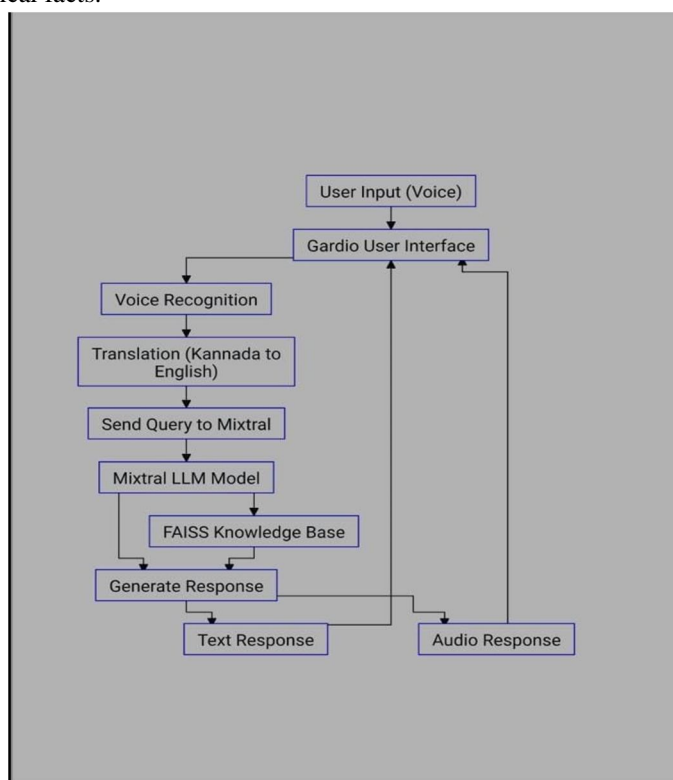 ical facts.
User Input (Voice)
Gardio User Interface
Voice Recognition
Translation (Kannada to
English)
Send Query to Mixtral
Mixtral LLM Model
FAISS Knowledge Base
Generate Response
Text Response
Audio Response